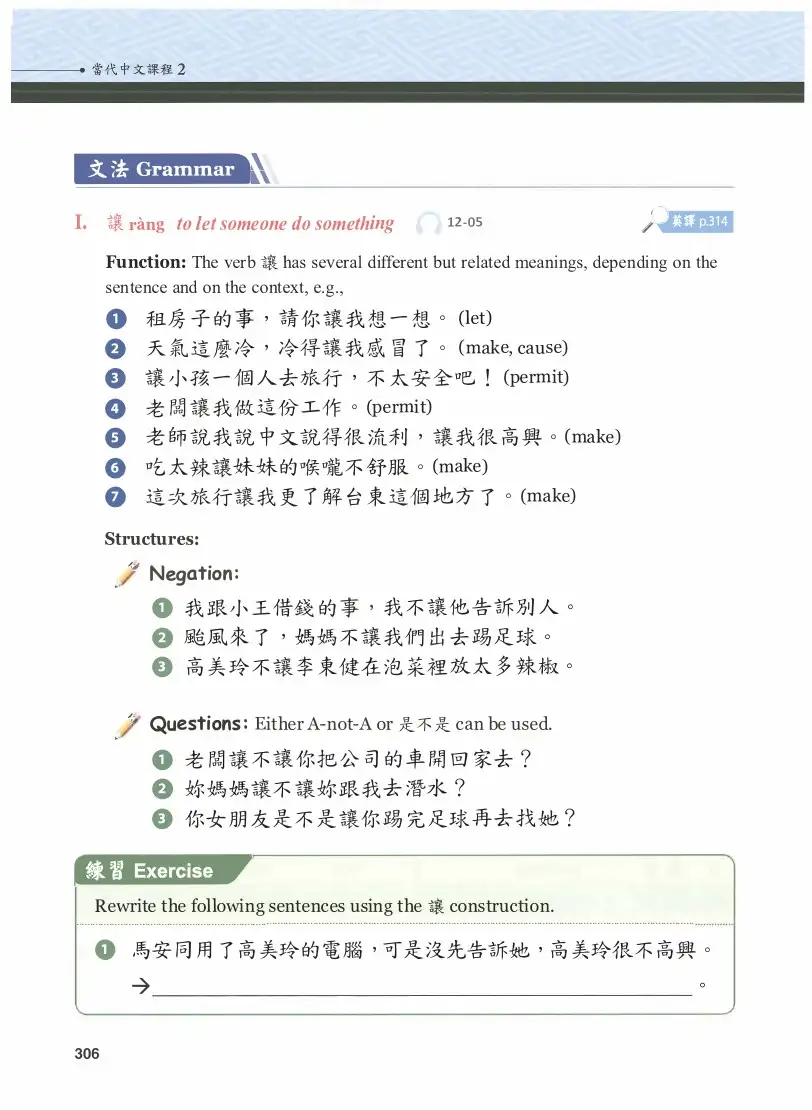 當代中文課程 2
文法 Grammar
I. 讓 ràng to let someone do something 12-05 英譯 p.314
Function: The verb 讓 has several different but related meanings, depending on the
sentence and on the context, e.g.,
1 租房子的事，請你讓我想一想。(let)
2 天氣這麼冷，冷得讓我感冒了。(make, cause)
3 讓小孩一個人去旅行，不太安全吧！(permit)
4 老闆讓我做這份工作。(permit)
5 老師說我說中文說得很流利，讓我很高興。(make)
6 吃太辣讓妹妹的喉嚨不舒服。(make)
7 這次旅行讓我更了解台東這個地方了。(make)
Structures:
Negation:
1 我跟小王借錢的事，我不讓他告訴別人。
2 颱風來了，媽媽不讓我們出去踢足球。
3 高美玲不讓李東健在泡菜裡放太多辣椒。
Questions: Either A-not-A or 是不是 can be used.
1 老闆讓不讓你把公司的車開回家去？
2 妳媽媽讓不讓妳跟我去潛水？
3 你女朋友是不是讓你踢完足球再去找她？
練習 Exercise
Rewrite the following sentences using the 讓 construction.
1 馬安同用了高美玲的電腦，可是沒先告訴她，高美玲很不高興。
→ 。
306